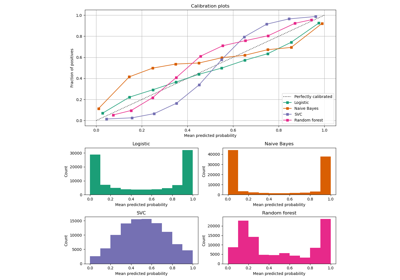 Calibration plots
Fraction of positives
1.0
0.8
0.6
0.4
0.2
0.0
0.0 0.2 0.4 0.6 0.8 1.0
Mean predicted probability
Perfectly calibrated
Logistic
Naive Bayes
SVC
Random forest
Logistic
Count
30000
20000
10000
0
0.0 0.2 0.4 0.6 0.8 1.0
Mean predicted probability
Naive Bayes
Count
40000
30000
20000
10000
0
0.0 0.2 0.4 0.6 0.8 1.0
Mean predicted probability
SVC
Count
15000
10000
5000
0
0.0 0.2 0.4 0.6 0.8 1.0
Mean predicted probability
Random forest
Count
20000
15000
10000
5000
0
0.0 0.2 0.4 0.6 0.8 1.0
Mean predicted probability